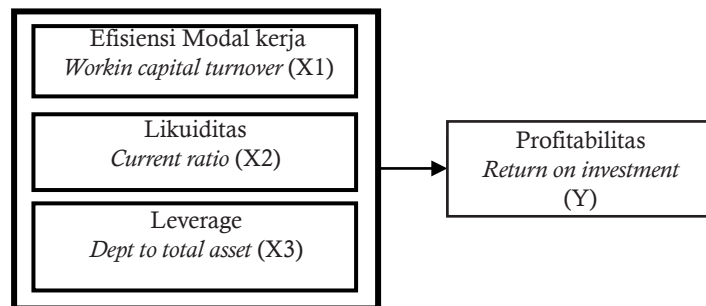 Efisiensi Modal kerja
Workin capital turnover (X1)
Likuiditas
Current ratio (X2)
Leverage
Dept to total asset (X3)
Profitabilitas
Return on investment
(Y)